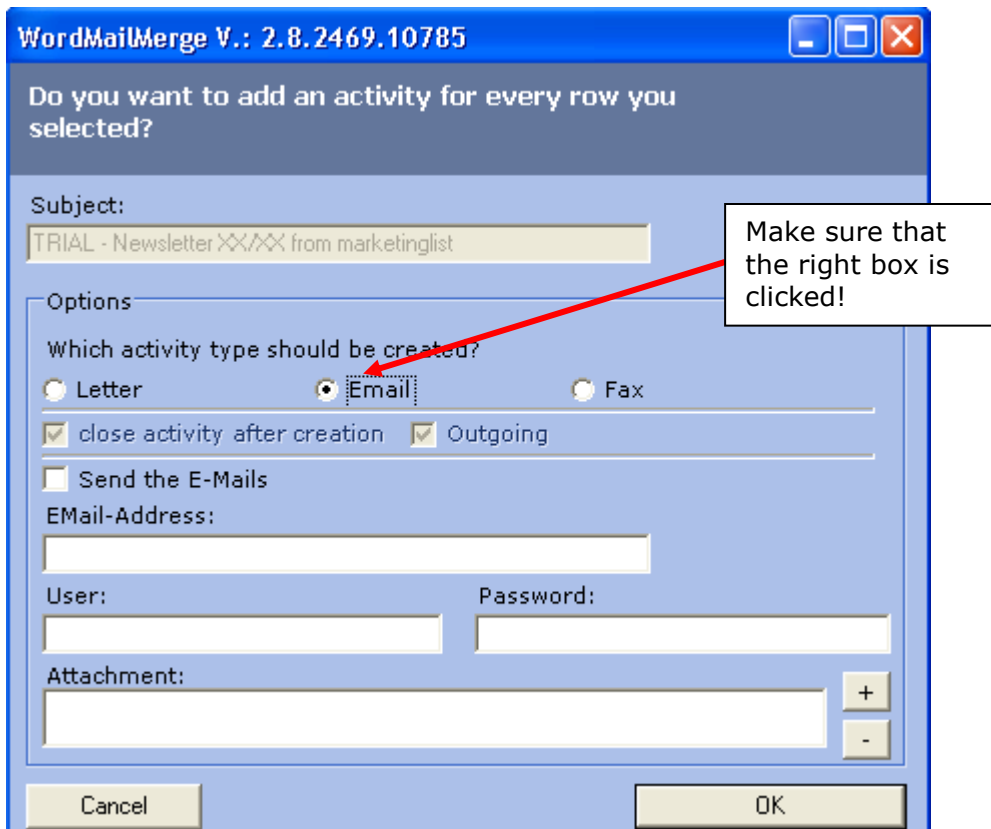 WordMailMerge V.: 2.8.2469.10785
Do you want to add an activity for every row you
selected?
Subject:
TRIAL - Newsletter XX/XX from marketinglist
Make sure that
the right box is
clicked!
Options
Which activity type should be created?
Letter Email Fax
close activity after creation Outgoing
Send the E-Mails
EMail-Address:
User: Password:
Attachment:
+
-
Cancel OK